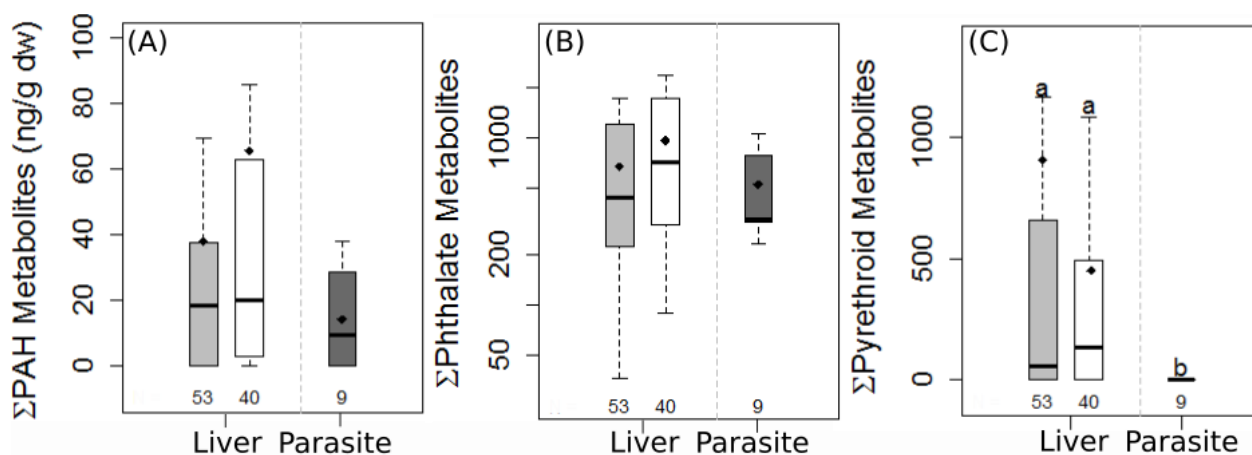 (A)
ΣPAH Metabolites (ng/g dw)
100
80
60
40
20
0
53 40 9
Liver Parasite
(B)
ΣPhthalate Metabolites
1000
200
50
53 40 9
Liver Parasite
(C)
ΣPyrethroid Metabolites
1000
500
0
a a b
53 40 9
Liver Parasite